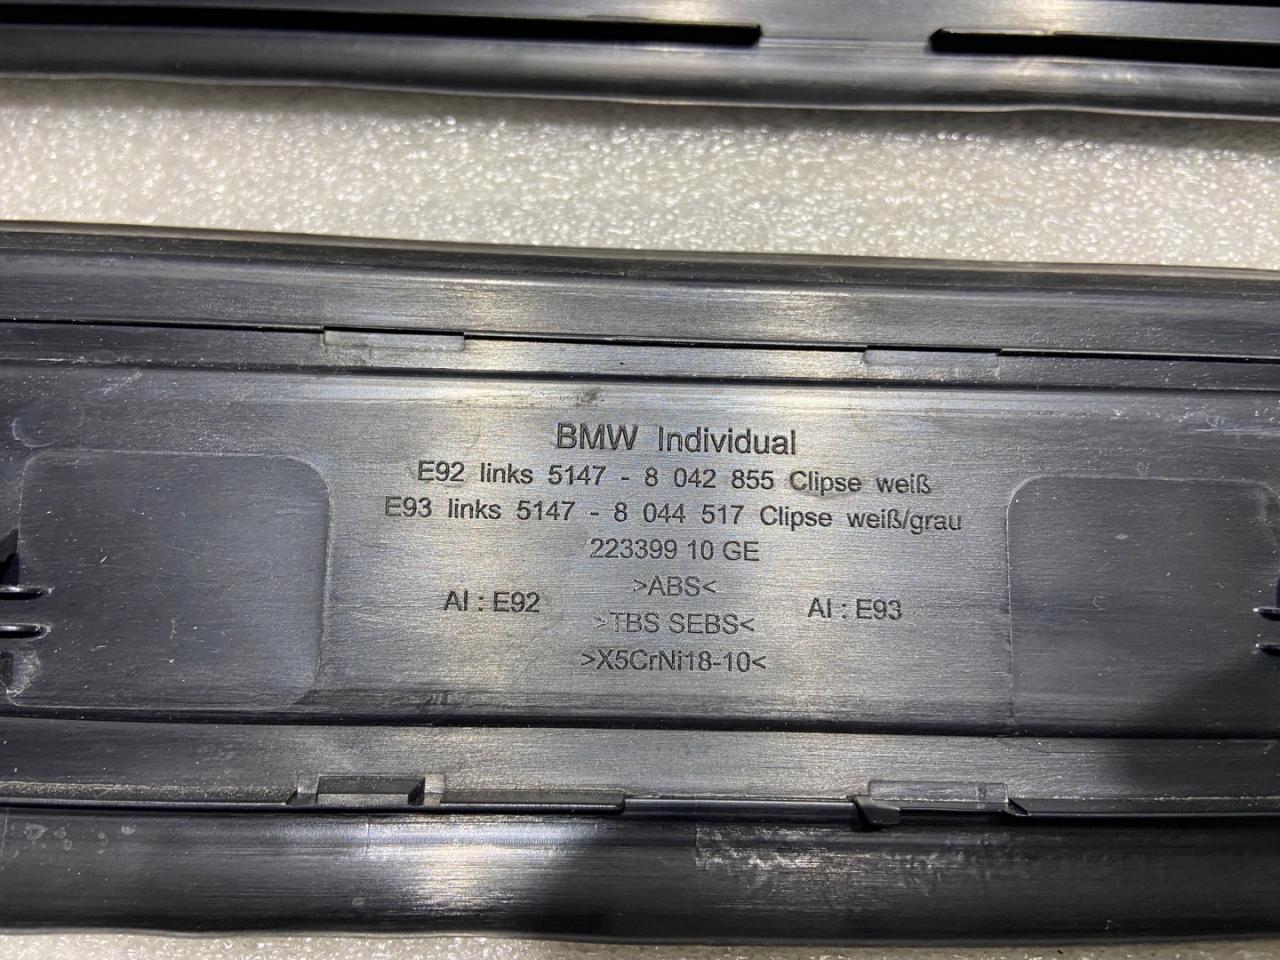 BMW Individual
E92 links 5147 - 8 042 855 Clipse weiß
E93 links 5147 - 8 044 517 Clipse weiß/grau
223399 10 GE
>ABS<
AI : E92
AI : E93
>TBS SEBS<
>X5CrNi18-10<